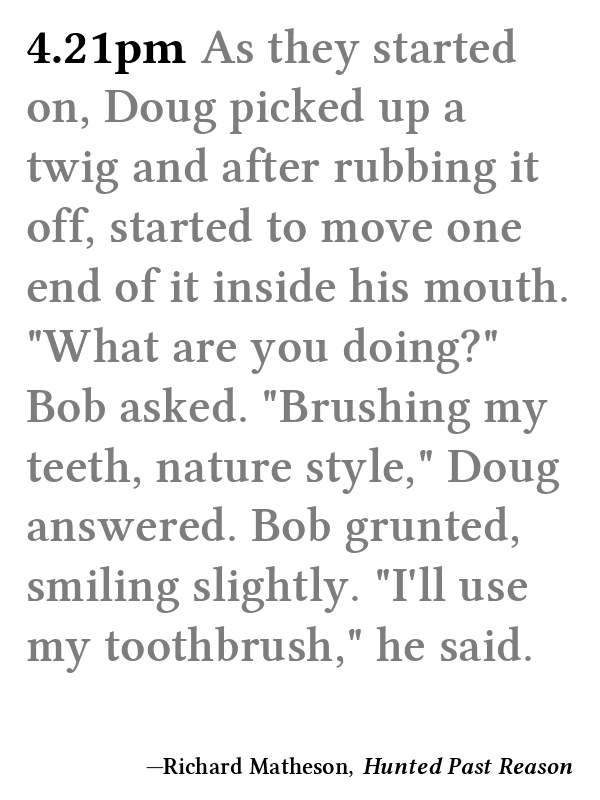 4.21pm As they started
on, Doug picked up a
twig and after rubbing it
off, started to move one
end of it inside his mouth.
"What are you doing?"
Bob asked. "Brushing my
teeth, nature style," Doug
answered. Bob grunted,
smiling slightly. "I'll use
my toothbrush," he said.
—Richard Matheson, Hunted Past Reason